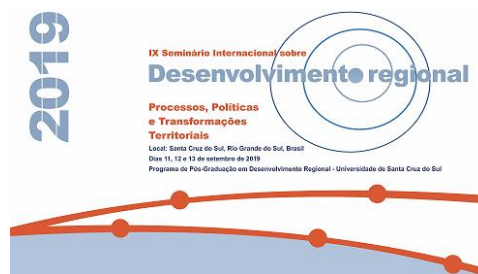 2019
IX Seminário Internacional sobre
Desenvolvimento regional
Processos, Políticas
e Transformações
Territoriais
Local: Santa Cruz do Sul, Rio Grande do Sul, Brasil
Dias 11, 12 e 13 de setembro de 2019
Programa de Pós-Graduação em Desenvolvimento Regional - Universidade de Santa Cruz do Sul